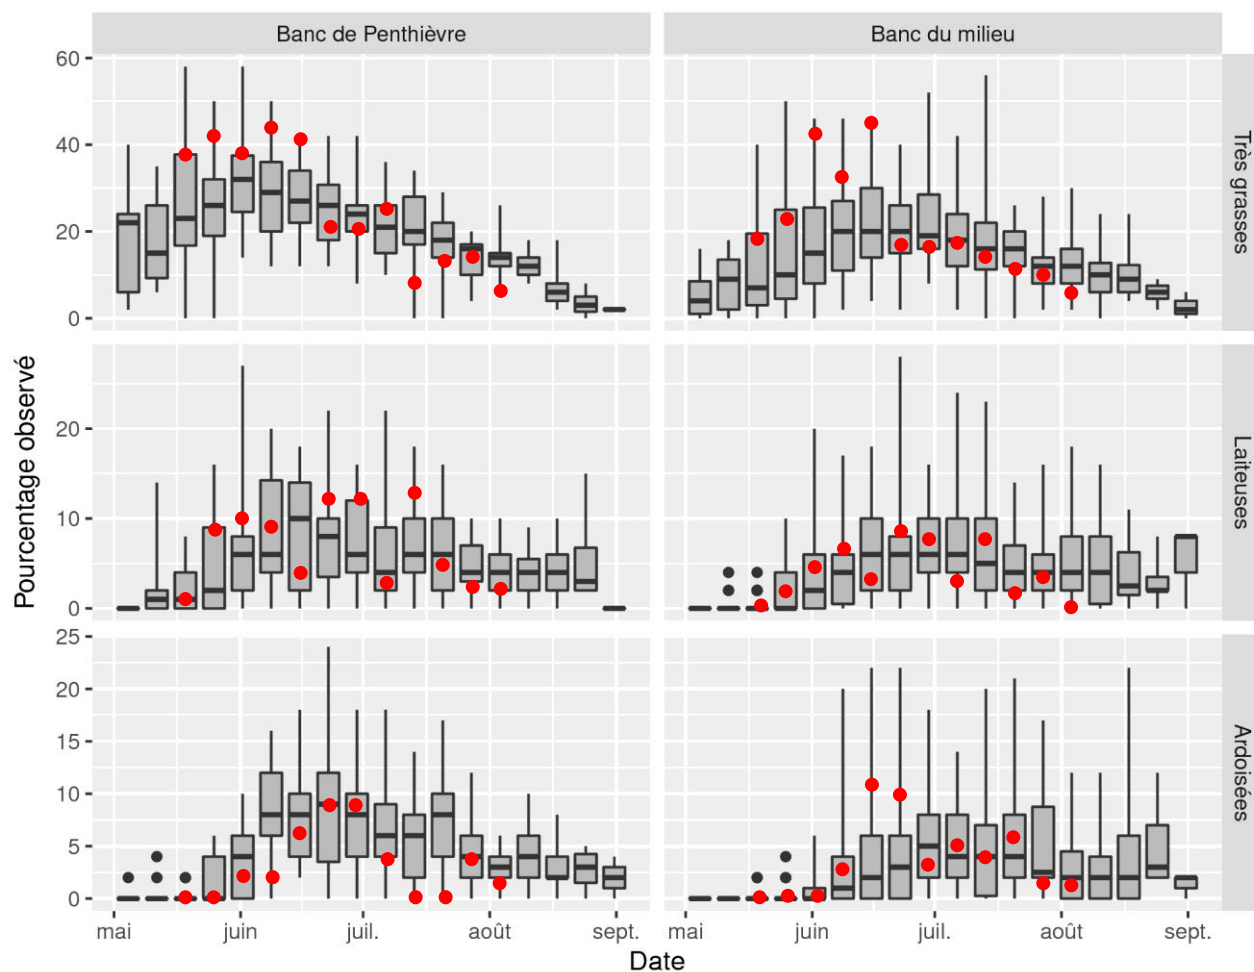 Banc de Penthièvre
Banc du milieu
60
40
20
0
Très grasses
20
10
0
Laiteuses
25
20
15
10
5
0
Ardoisées
Pourcentage observé
mai juin juil. août sept.
mai juin juil. août sept.
Date